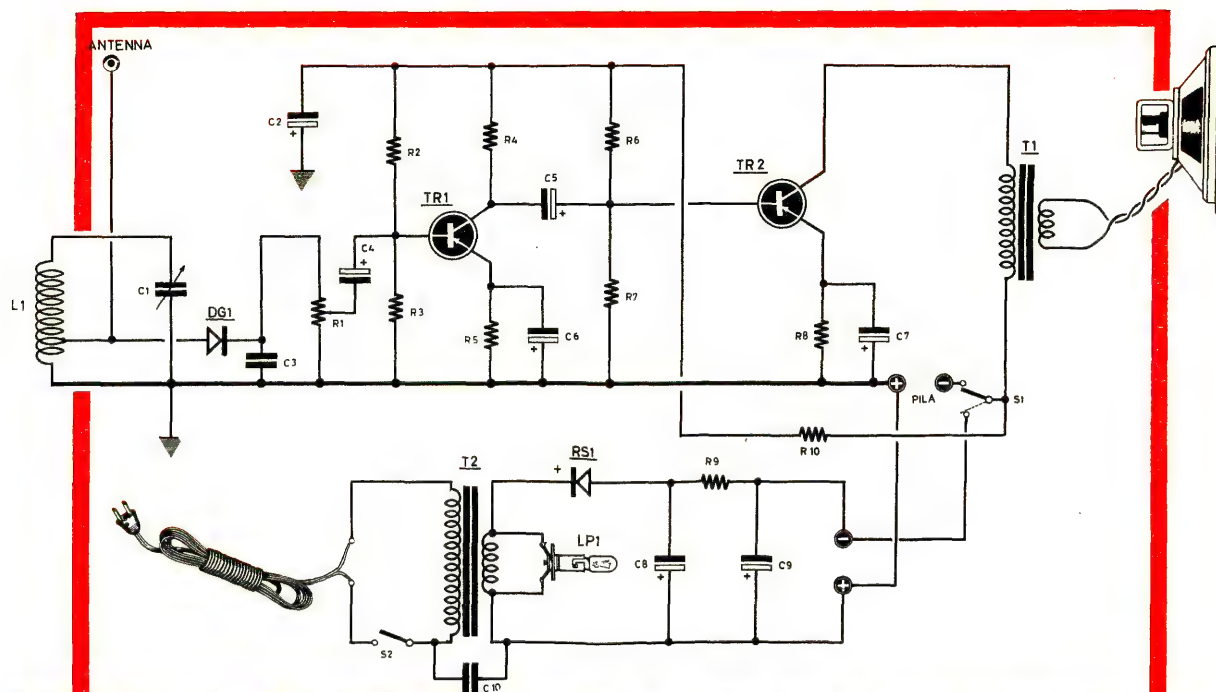 ANTENNA
C2
R2
R4
R6
TR1
C5
TR2
T1
C4
L1
C1
DG1
C3
R1
R3
R5
C6
R7
R8
C7
PILA
S1
R10
T2
RS1
R9
LP1
C8
C9
S2
C10